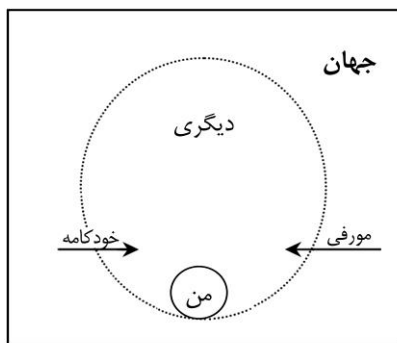 جهان
دیگری
مورفی
خودکامه
من